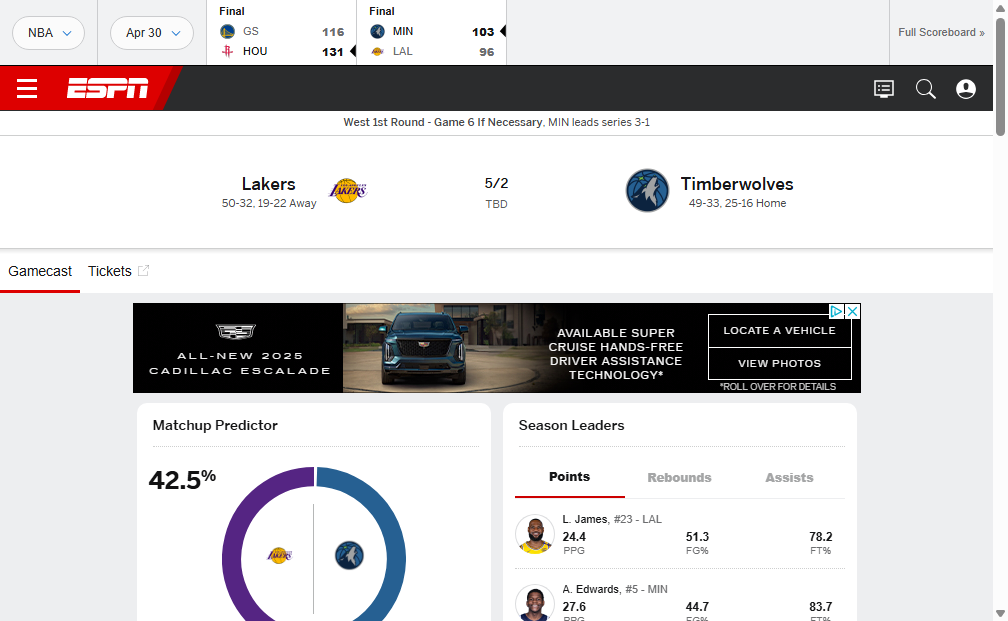 NBA
Apr 30
Final
GS 116
HOU 131
Final
MIN 103
LAL 96
Full Scoreboard »
ESPN
West 1st Round - Game 6 If Necessary, MIN leads series 3-1
Lakers
50-32, 19-22 Away
LAKERS
5/2
TBD
Timberwolves
49-33, 25-16 Home
Gamecast
Tickets
ALL-NEW 2025
CADILLAC ESCALADE
AVAILABLE SUPER
CRUISE HANDS-FREE
DRIVER ASSISTANCE
TECHNOLOGY*
LOCATE A VEHICLE
VIEW PHOTOS
*ROLL OVER FOR DETAILS
Matchup Predictor
42.5%
LAKERS
Season Leaders
Points Rebounds Assists
L. James, #23 - LAL
24.4 51.3 78.2
PPG FG% FT%
A. Edwards, #5 - MIN
27.6 44.7 83.7
PPG FG% FT%